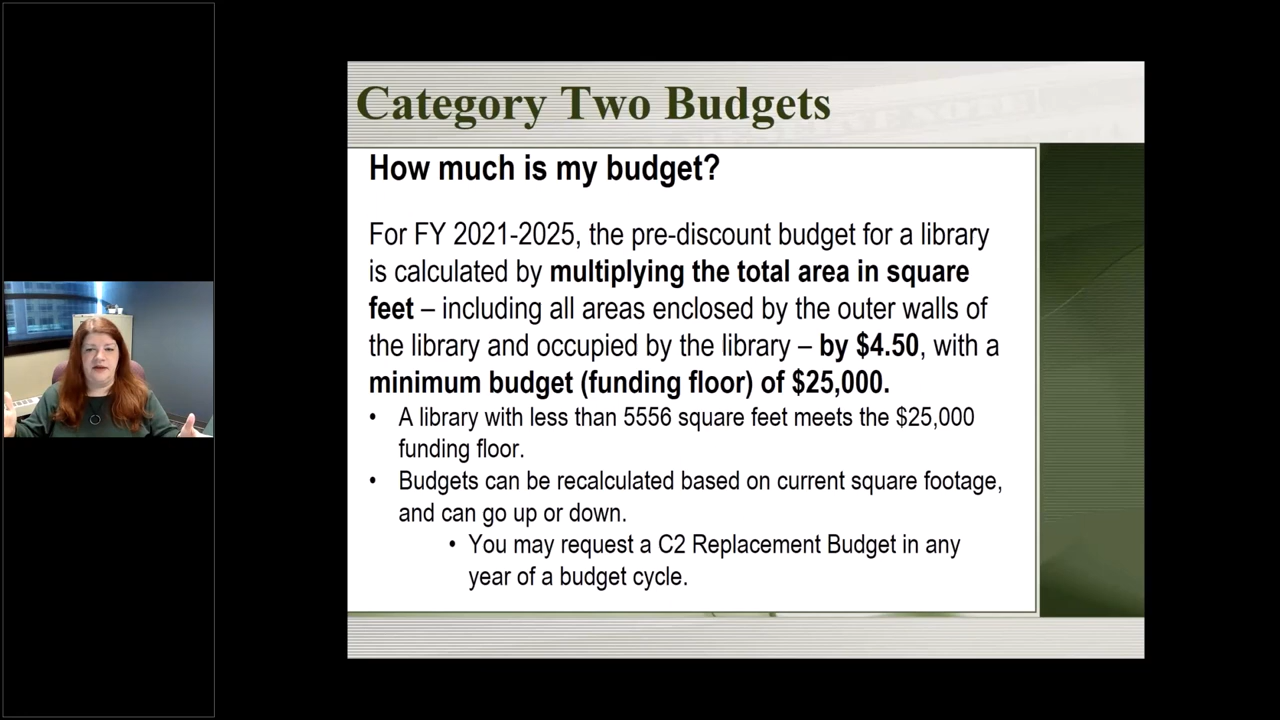 Category Two Budgets
How much is my budget?
For FY 2021-2025, the pre-discount budget for a library
is calculated by multiplying the total area in square
feet – including all areas enclosed by the outer walls of
the library and occupied by the library – by $4.50, with a
minimum budget (funding floor) of $25,000.
• A library with less than 5556 square feet meets the $25,000
funding floor.
• Budgets can be recalculated based on current square footage,
and can go up or down.
• You may request a C2 Replacement Budget in any
year of a budget cycle.